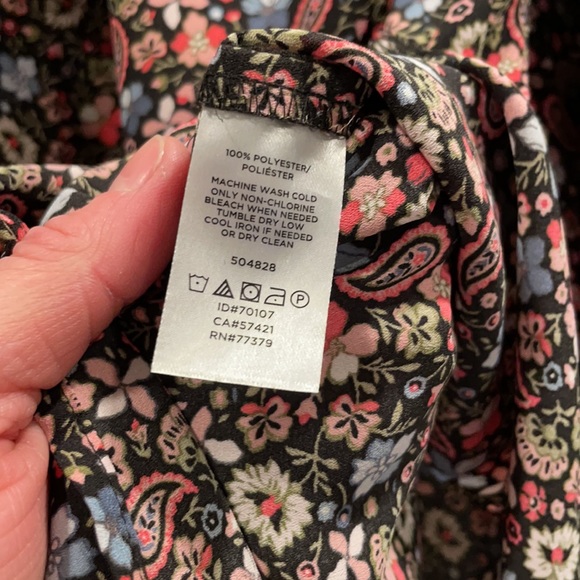 100% POLYESTER/
POLIÉSTER
MACHINE WASH COLD
ONLY NON-CHLORINE
BLEACH WHEN NEEDED
TUMBLE DRY LOW
COOL IRON IF NEEDED
OR DRY CLEAN
504828
P
ID#70107
CA#57421
RN#77379